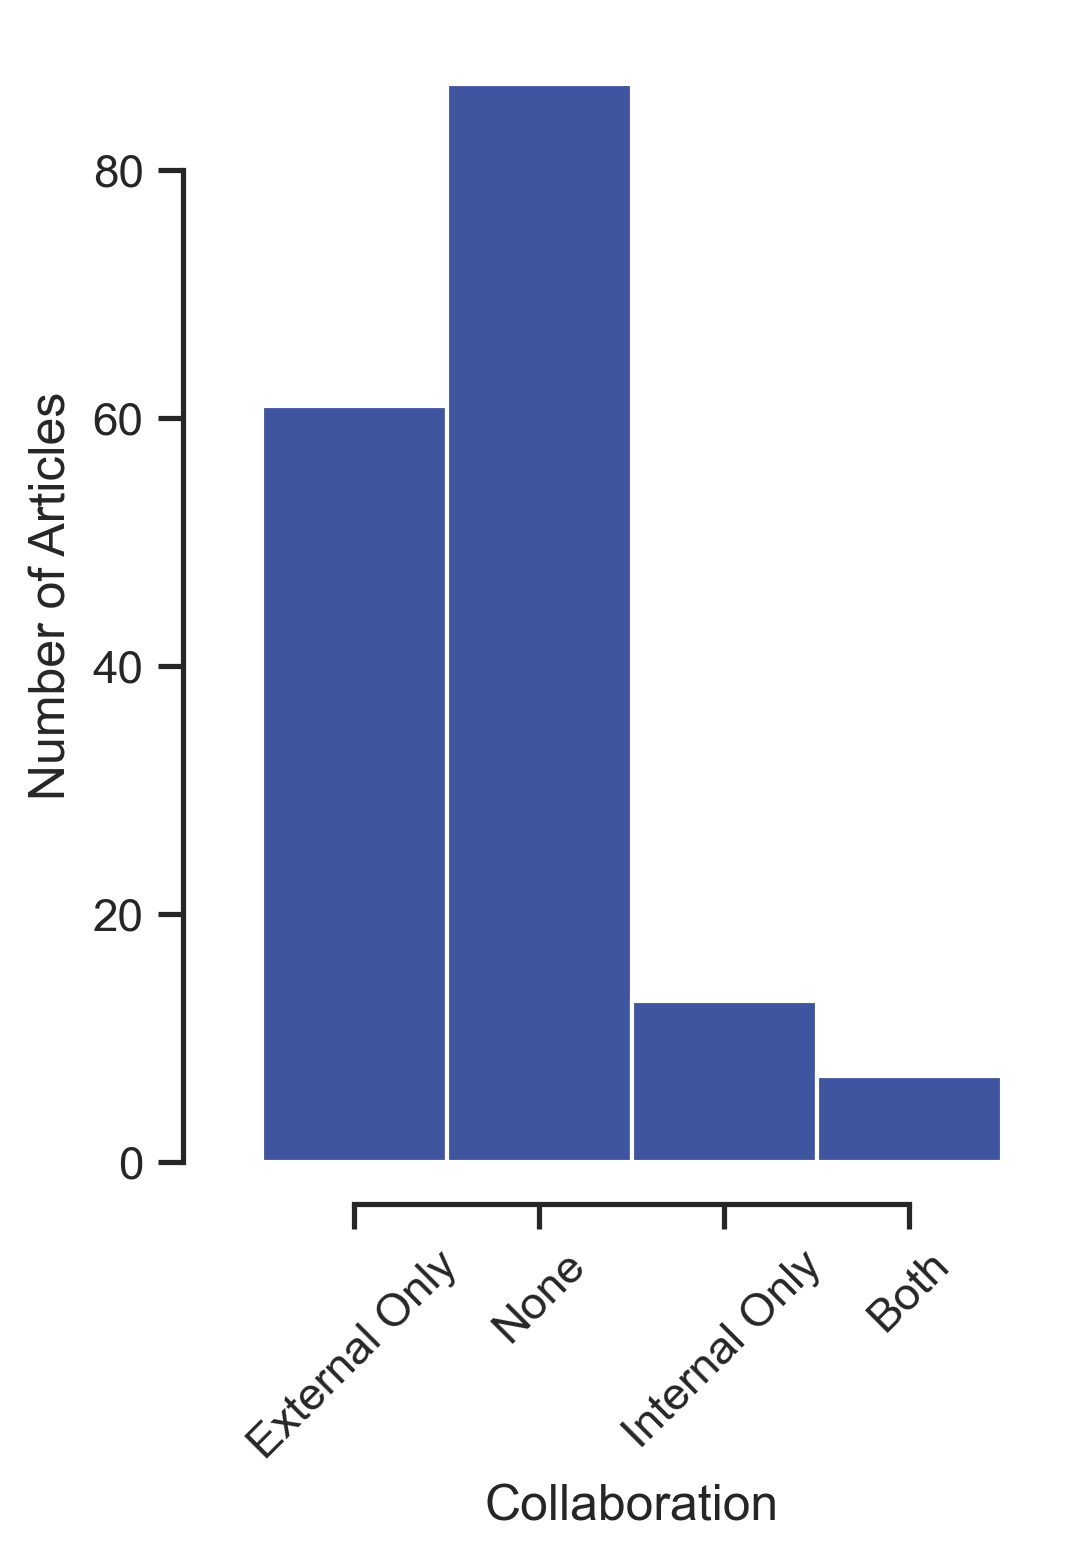 Number of Articles
80
60
40
20
0
External Only
None
Internal Only
Both
Collaboration